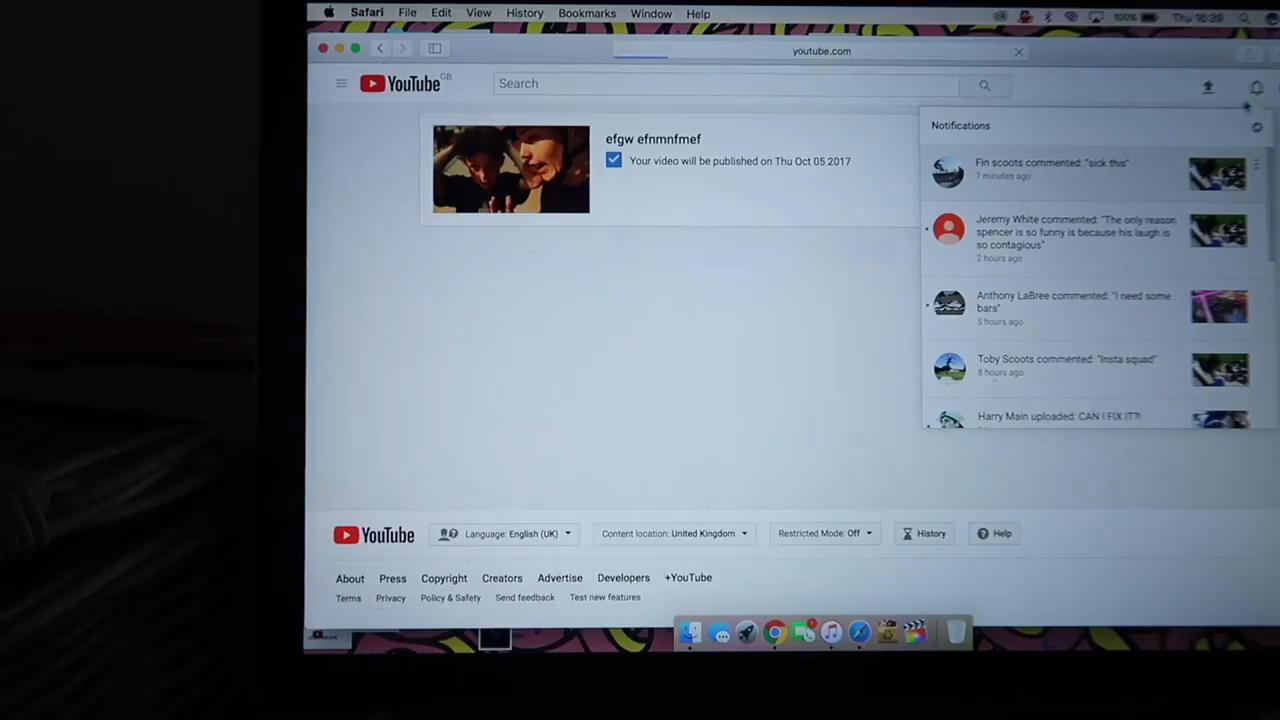 Safari File Edit View History Bookmarks Window Help 100% Thu 16:39
youtube.com
YouTube GB Search
Notifications
efgw efnmnfmef
Your video will be published on Thu Oct 05 2017
Fin scoots commented: "sick this"
7 minutes ago
Jeremy White commented: "The only reason
spencer is so funny is because his laugh is
so contagious"
2 hours ago
Anthony LaBree commented: "I need some
bars"
5 hours ago
Toby Scoots commented: "Insta squad"
8 hours ago
Harry Main uploaded: CAN I FIX IT?!
YouTube Language: English (UK) Content location: United Kingdom Restricted Mode: Off History Help
About Press Copyright Creators Advertise Developers +YouTube
Terms Privacy Policy & Safety Send feedback Test new features